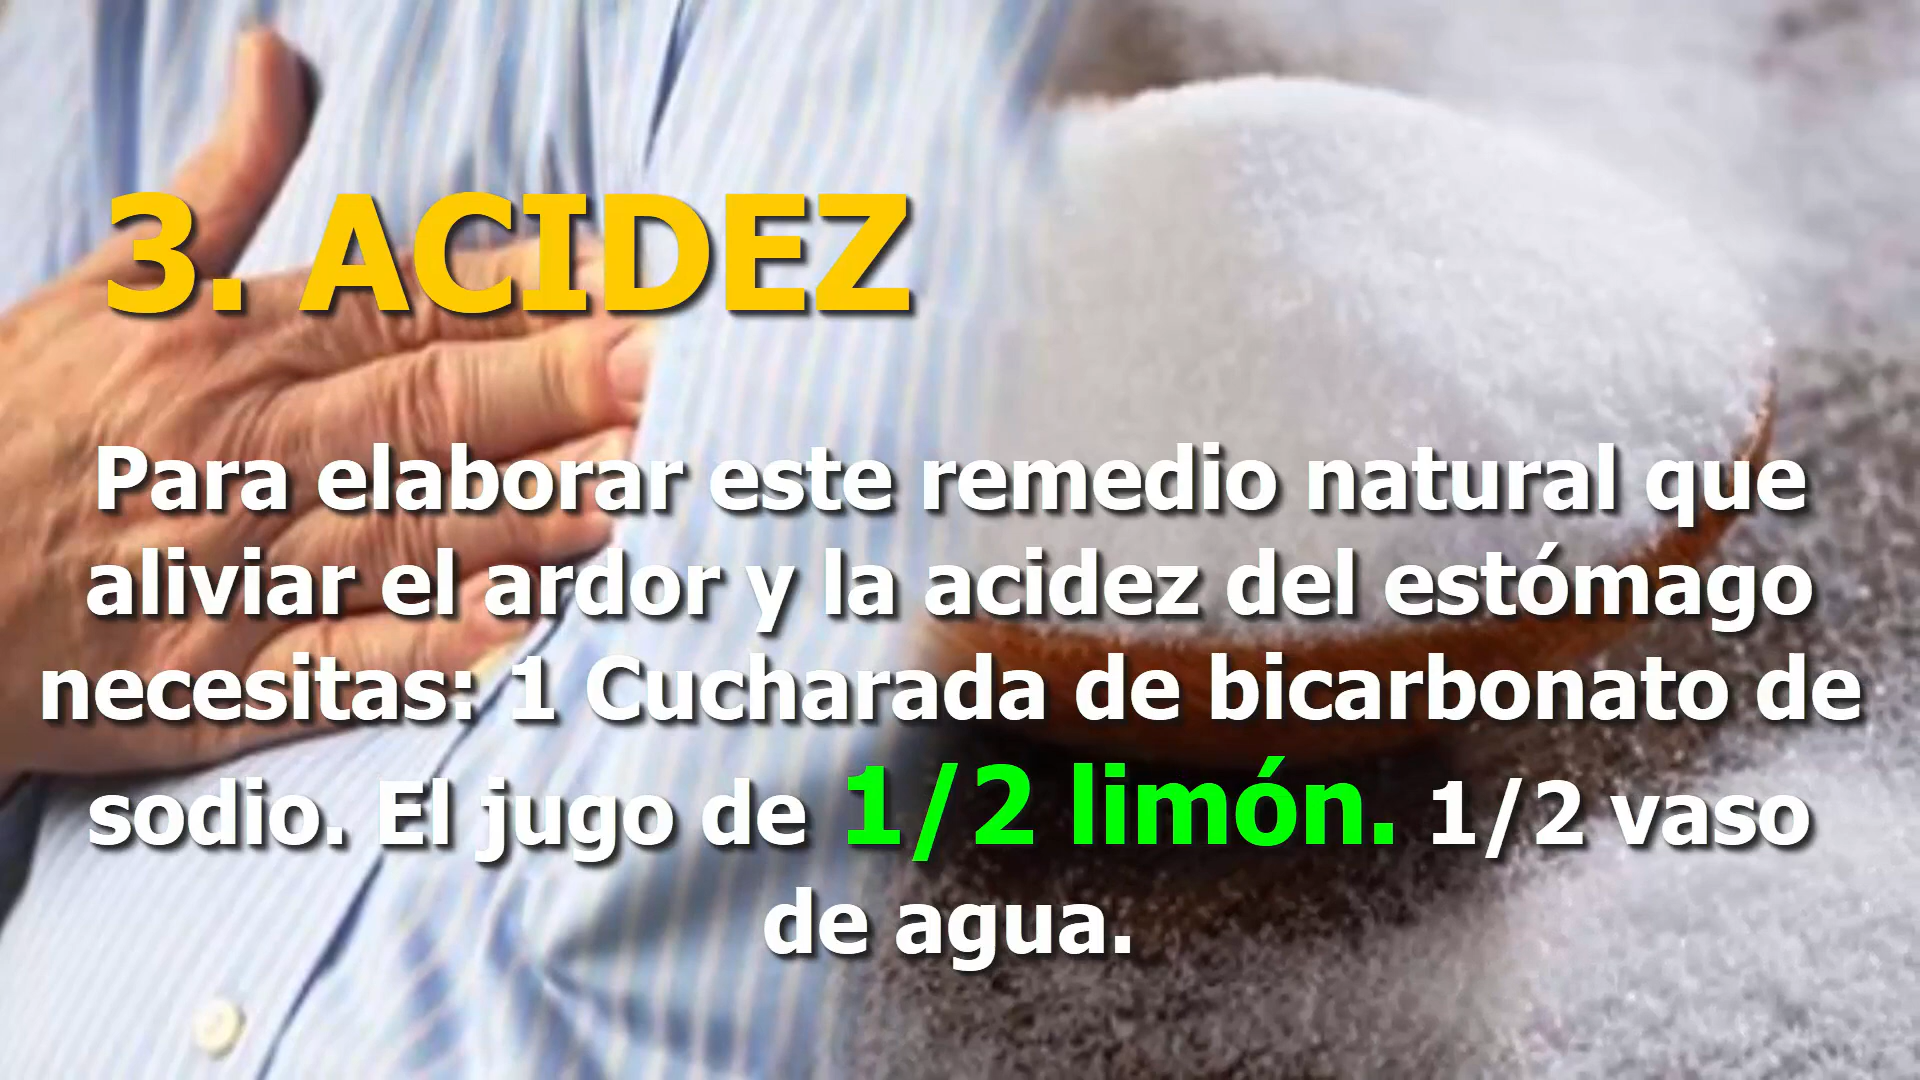 3. ACIDEZ
Para elaborar este remedio natural que
aliviar el ardor y la acidez del estómago
necesitas: 1 Cucharada de bicarbonato de
sodio. El jugo de 1/2 limón. 1/2 vaso
de agua.